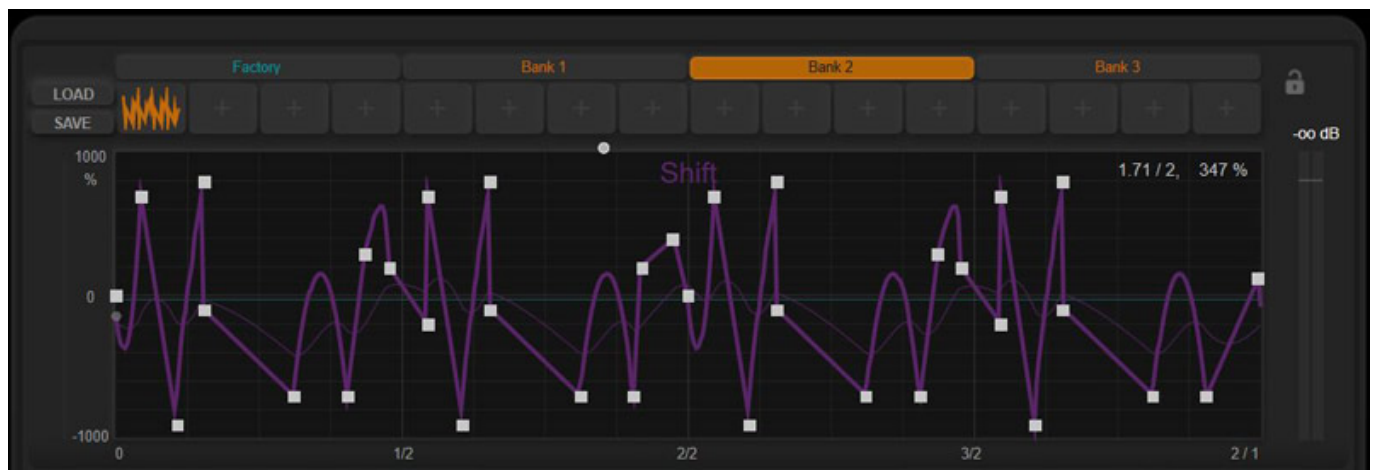 Factory Bank 1 Bank 2 Bank 3
LOAD
SAVE
-oo dB
1000
%
Shift
1.71 / 2, 347 %
0
-1000
0 1/2 2/2 3/2 2 / 1